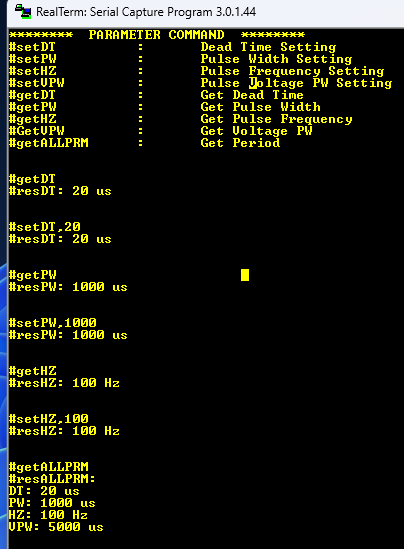 RealTerm: Serial Capture Program 3.0.1.44
******** PARAMETER COMMAND ********
#setDT : Dead Time Setting
#setPW : Pulse Width Setting
#setHZ : Pulse Frequency Setting
#setVPW : Pulse Voltage PW Setting
#getDT : Get Dead Time
#getPW : Get Pulse Width
#getHZ : Get Pulse Frequency
#GetVPW : Get Voltage PW
#getALLPRM : Get Period
#getDT
#resDT: 20 us
#setDT,20
#resDT: 20 us
#getPW
#resPW: 1000 us
#setPW,1000
#resPW: 1000 us
#getHZ
#resHZ: 100 Hz
#setHZ,100
#resHZ: 100 Hz
#getALLPRM
#resALLPRM:
DT: 20 us
PW: 1000 us
HZ: 100 Hz
VPW: 5000 us